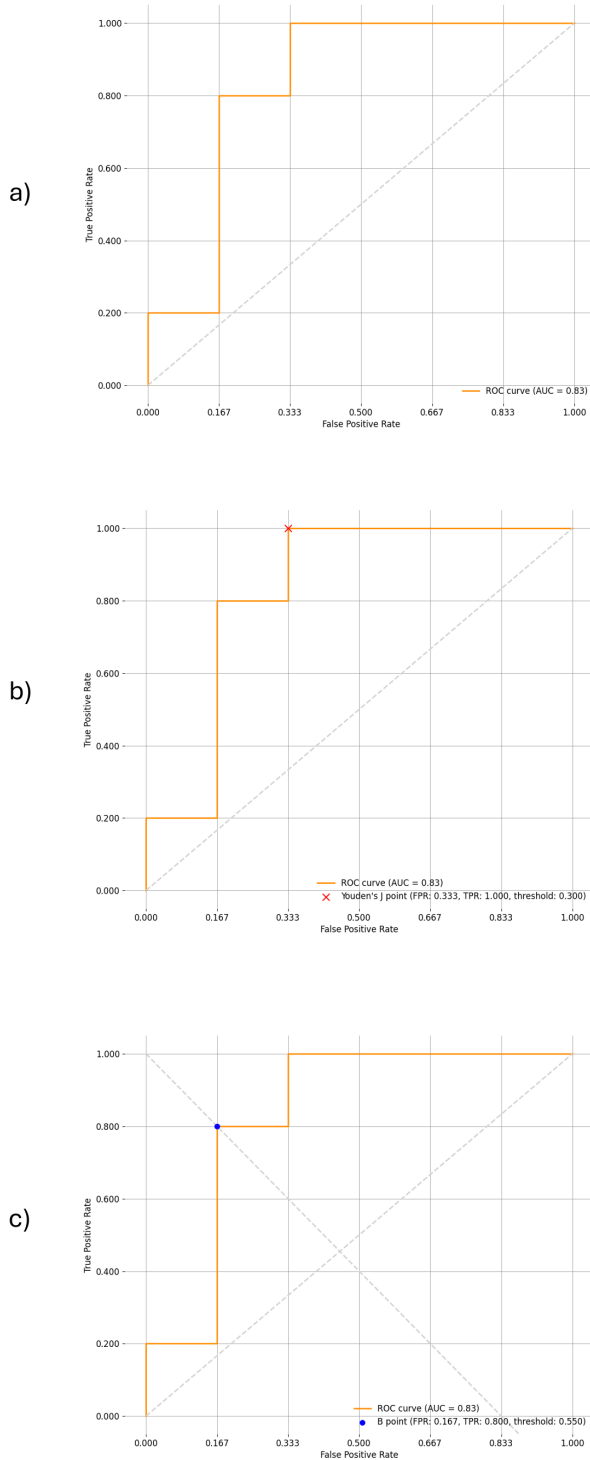 a)
1.000
0.800
0.600
0.400
0.200
0.000
True Positive Rate
0.000 0.167 0.333 0.500 0.667 0.833 1.000
False Positive Rate
ROC curve (AUC = 0.83)
b)
1.000
0.800
0.600
0.400
0.200
0.000
True Positive Rate
0.000 0.167 0.333 0.500 0.667 0.833 1.000
False Positive Rate
ROC curve (AUC = 0.83)
Youden's J point (FPR: 0.333, TPR: 1.000, threshold: 0.300)
c)
1.000
0.800
0.600
0.400
0.200
0.000
True Positive Rate
0.000 0.167 0.333 0.500 0.667 0.833 1.000
False Positive Rate
ROC curve (AUC = 0.83)
B point (FPR: 0.167, TPR: 0.800, threshold: 0.550)